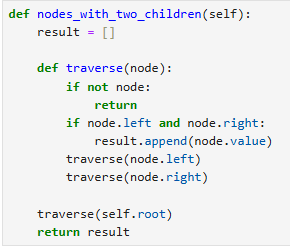 def nodes_with_two_children(self):
    result = []

    def traverse(node):
        if not node:
            return
        if node.left and node.right:
            result.append(node.value)
        traverse(node.left)
        traverse(node.right)

    traverse(self.root)
    return result